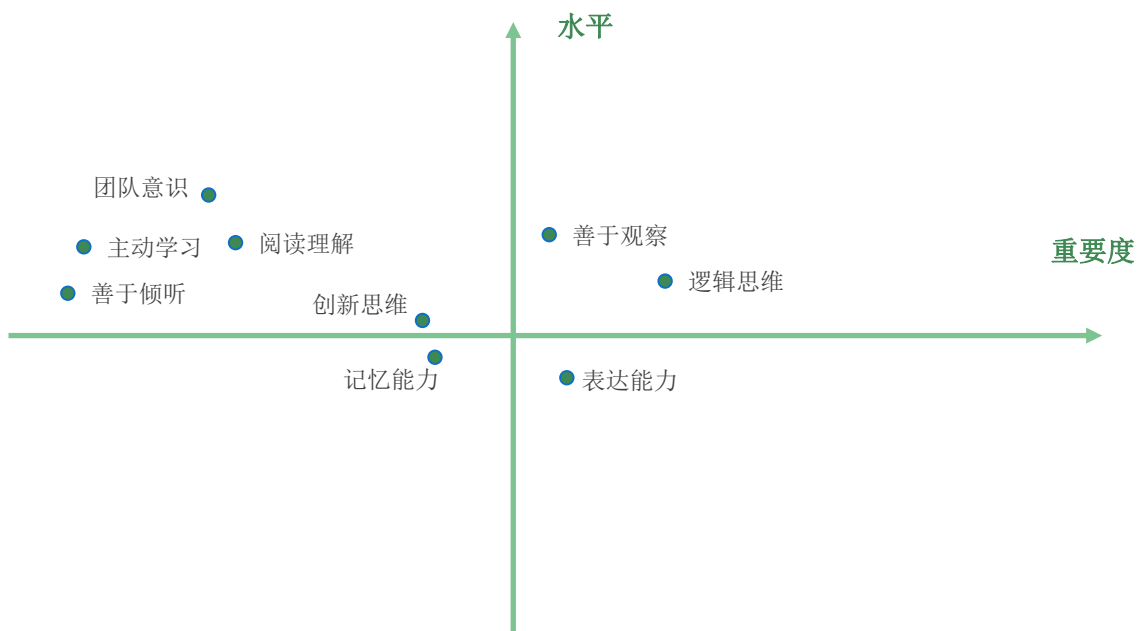 水平
团队意识
主动学习
阅读理解
善于观察
重要度
善于倾听
逻辑思维
创新思维
记忆能力
表达能力